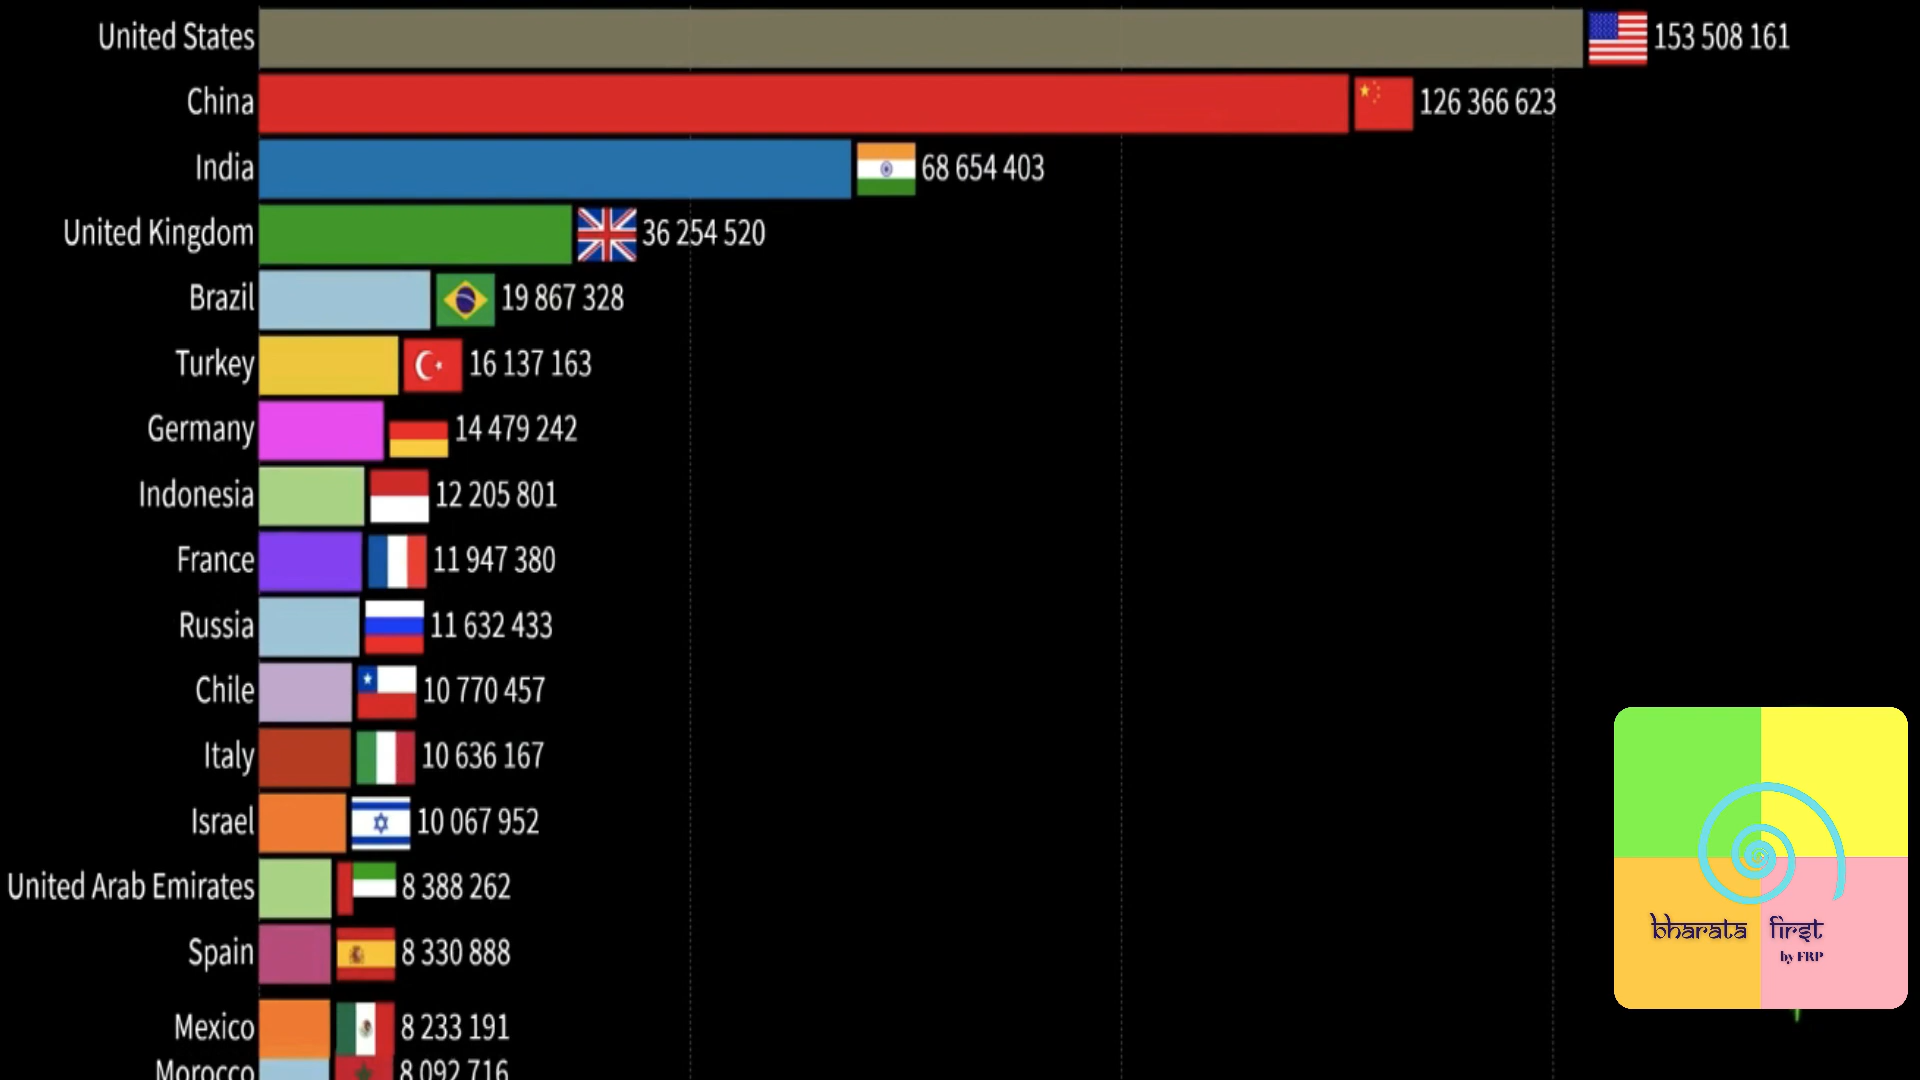 United States 153 508 161
China 126 366 623
India 68 654 403
United Kingdom 36 254 520
Brazil 19 867 328
Turkey 16 137 163
Germany 14 479 242
Indonesia 12 205 801
France 11 947 380
Russia 11 632 433
Chile 10 770 457
Italy 10 636 167
Israel 10 067 952
United Arab Emirates 8 388 262
Spain 8 330 888
Mexico 8 233 191
Morocco 8 092 716
bharata first
by FRP